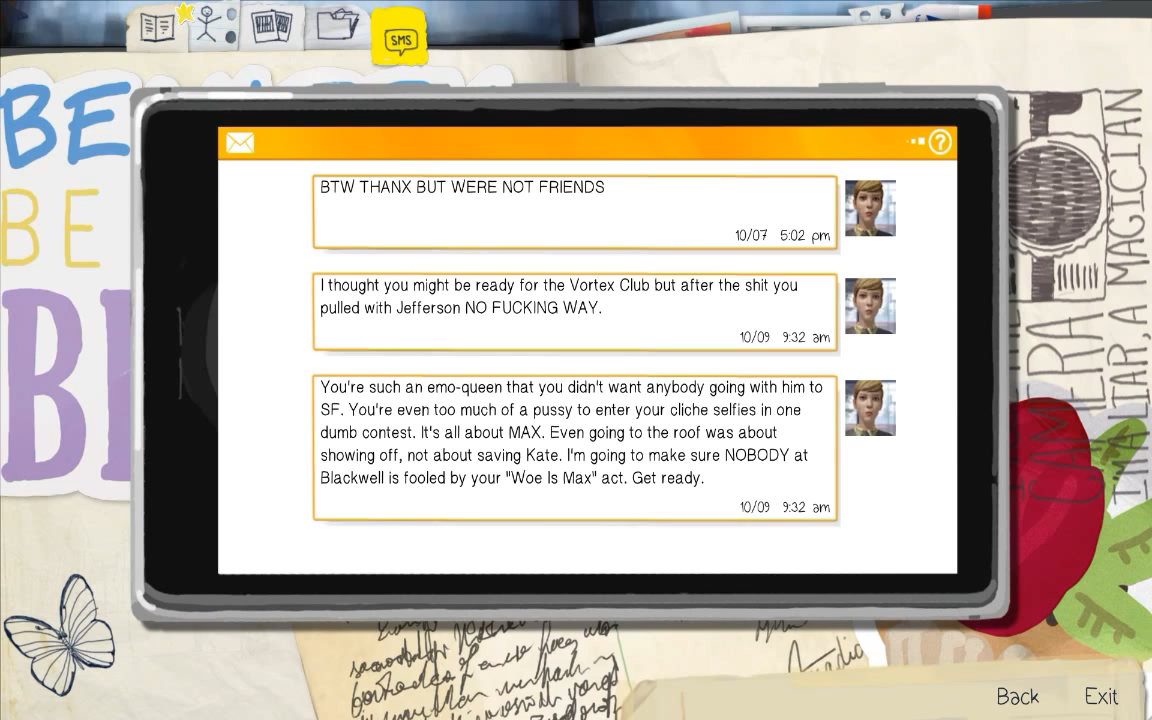 SMS
BE
BE
BTW THANX BUT WERE NOT FRIENDS
10/07 5:02 pm
I thought you might be ready for the Vortex Club but after the shit you
pulled with Jefferson NO FUCKING WAY.
10/09 9:32 am
You're such an emo-queen that you didn't want anybody going with him to
SF. You're even too much of a pussy to enter your cliche selfies in one
dumb contest. It's all about MAX. Even going to the roof was about
showing off, not about saving Kate. I'm going to make sure NOBODY at
Blackwell is fooled by your "Woe Is Max" act. Get ready.
10/09 9:32 am
THE
CAMERA
I'M A LIAR, A MAGICIAN
Back Exit